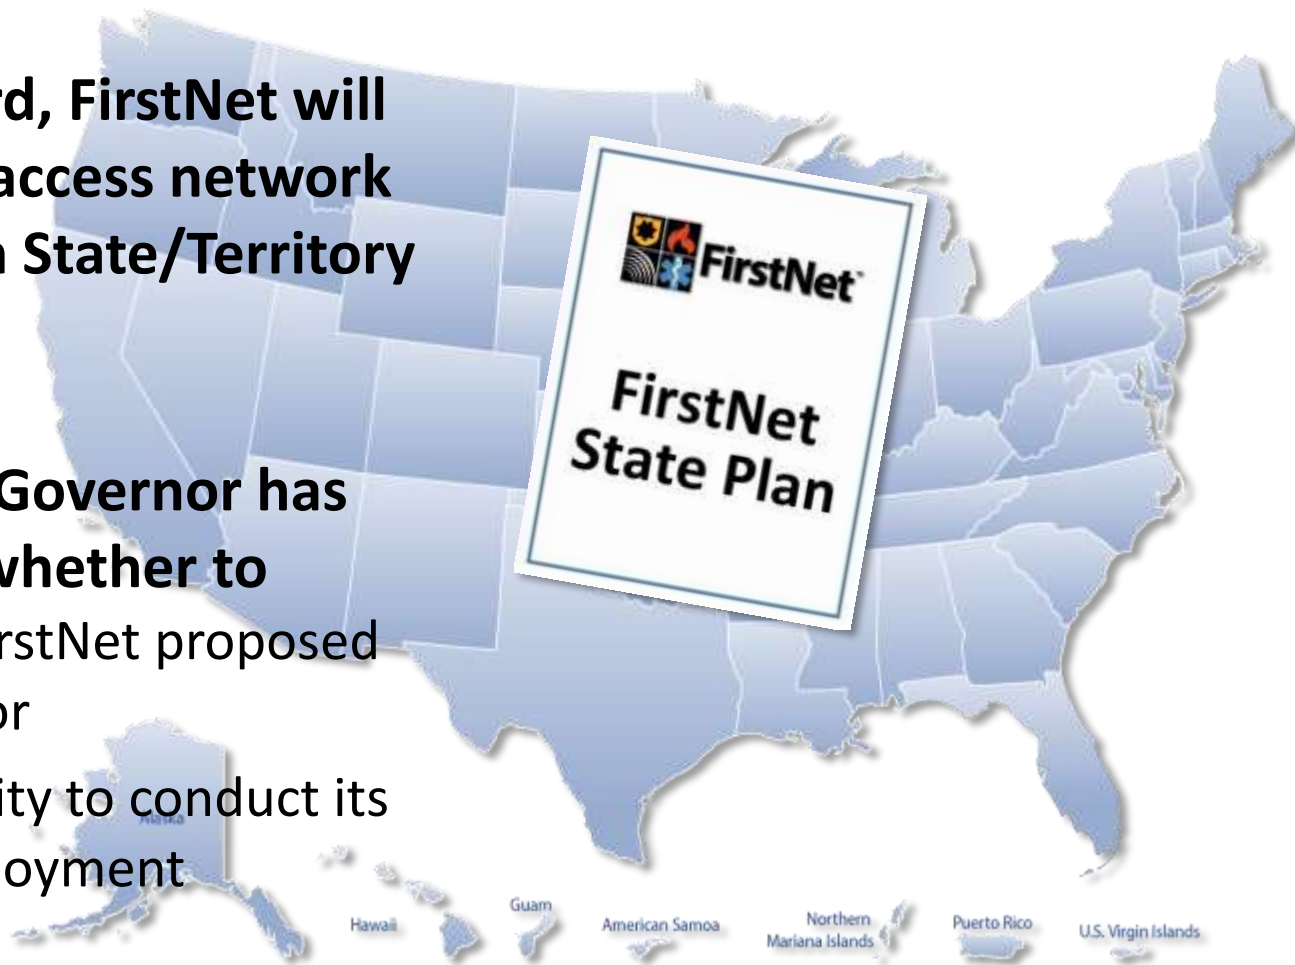 rd, FirstNet will
access network
State/Territory
Governor has
whether to
rstNet proposed
or
ity to conduct its
oyment
FirstNet
FirstNet
State Plan
Alaska
Hawaii
Guam
American Samoa
Northern
Mariana Islands
Puerto Rico
U.S. Virgin Islands